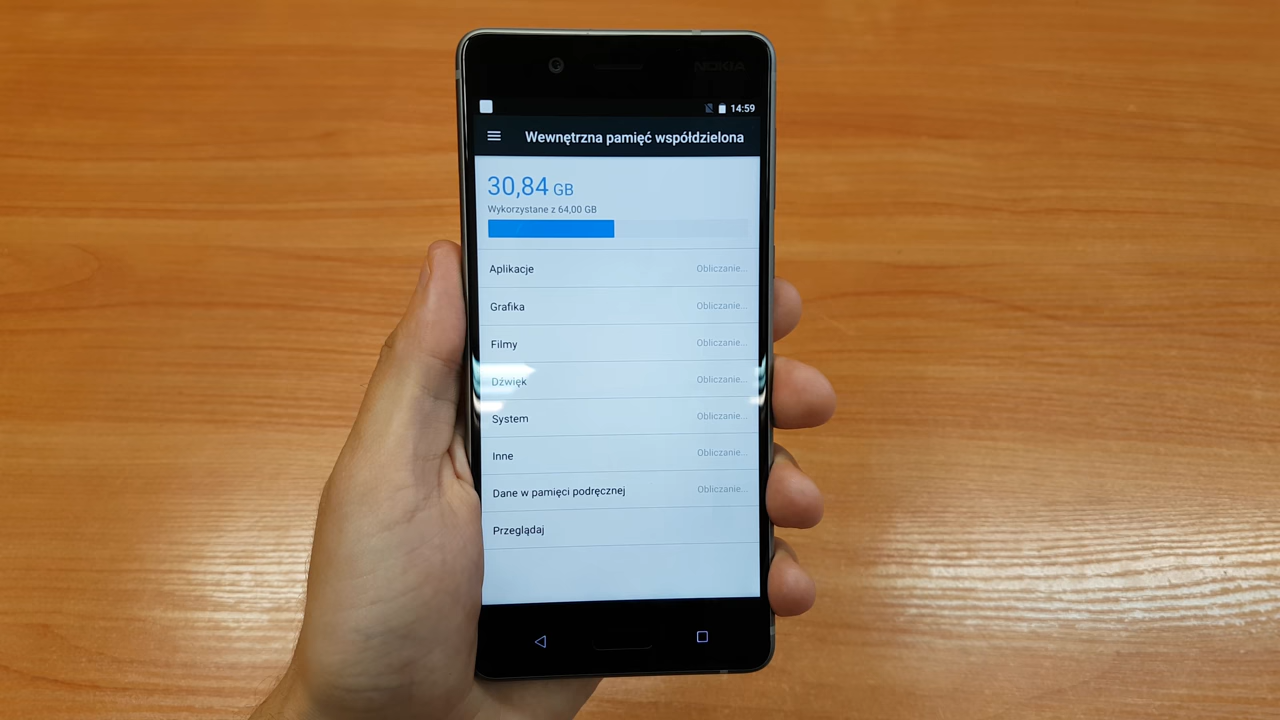 NOKIA
14:59
Wewnętrzna pamięć współdzielona
30,84 GB
Wykorzystane z 64,00 GB
Aplikacje Obliczanie...
Grafika Obliczanie...
Filmy Obliczanie...
Dźwięk Obliczanie...
System Obliczanie...
Inne Obliczanie...
Dane w pamięci podręcznej Obliczanie...
Przeglądaj